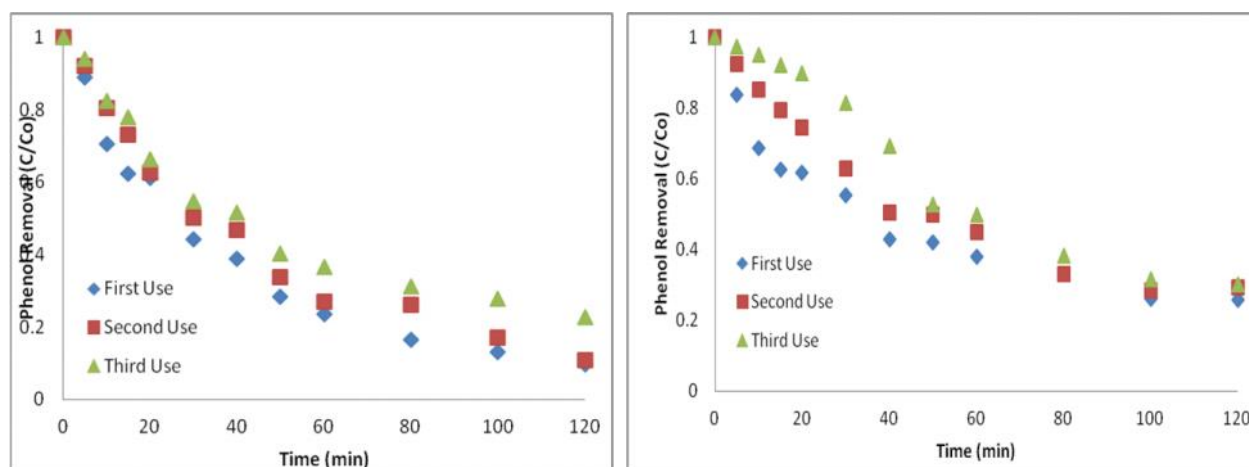 1
0.8
0.6
0.4
0.2
0
Phenol Removal (C/Co)
First Use
Second Use
Third Use
0 20 40 60 80 100 120
Time (min)
1
0.8
0.6
0.4
0.2
0
Phenol Removal (C/Co)
First Use
Second Use
Third Use
0 20 40 60 80 100 120
Time (min)